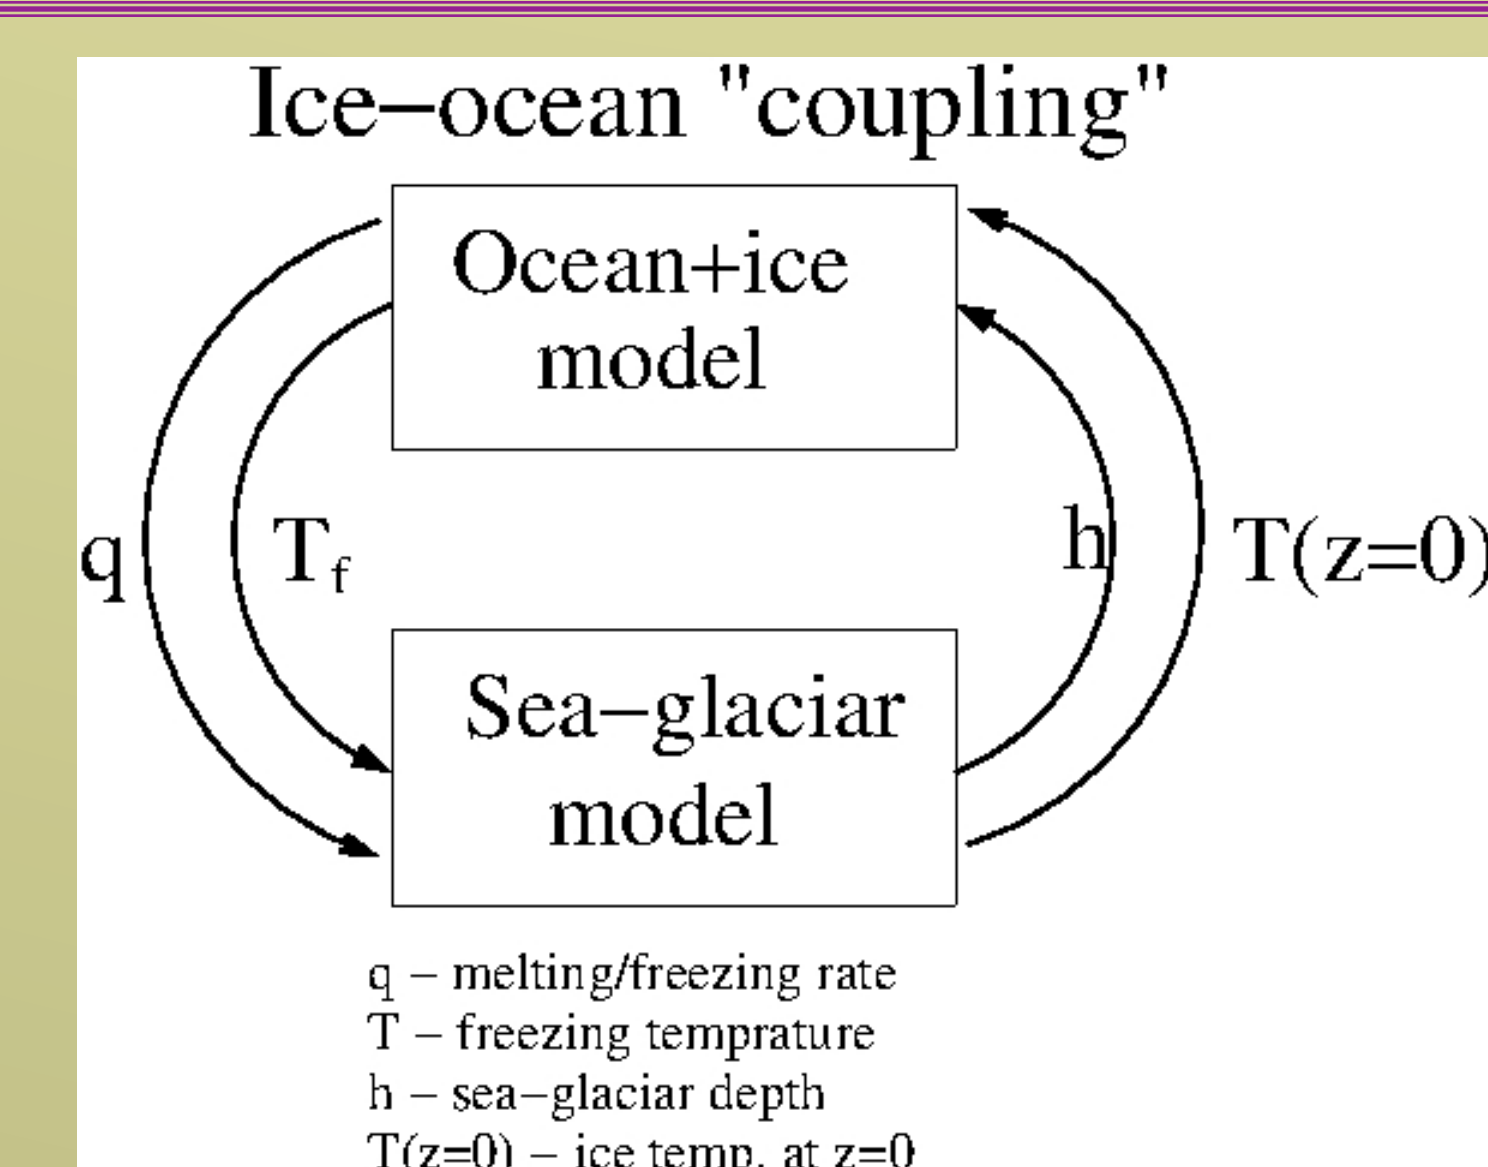 Ice−ocean "coupling"
Ocean+ice
model
q
T_f
h
T(z=0)
Sea−glaciar
model
q − melting/freezing rate
T − freezing temprature
h − sea−glaciar depth
T(z=0) − ice temp. at z=0